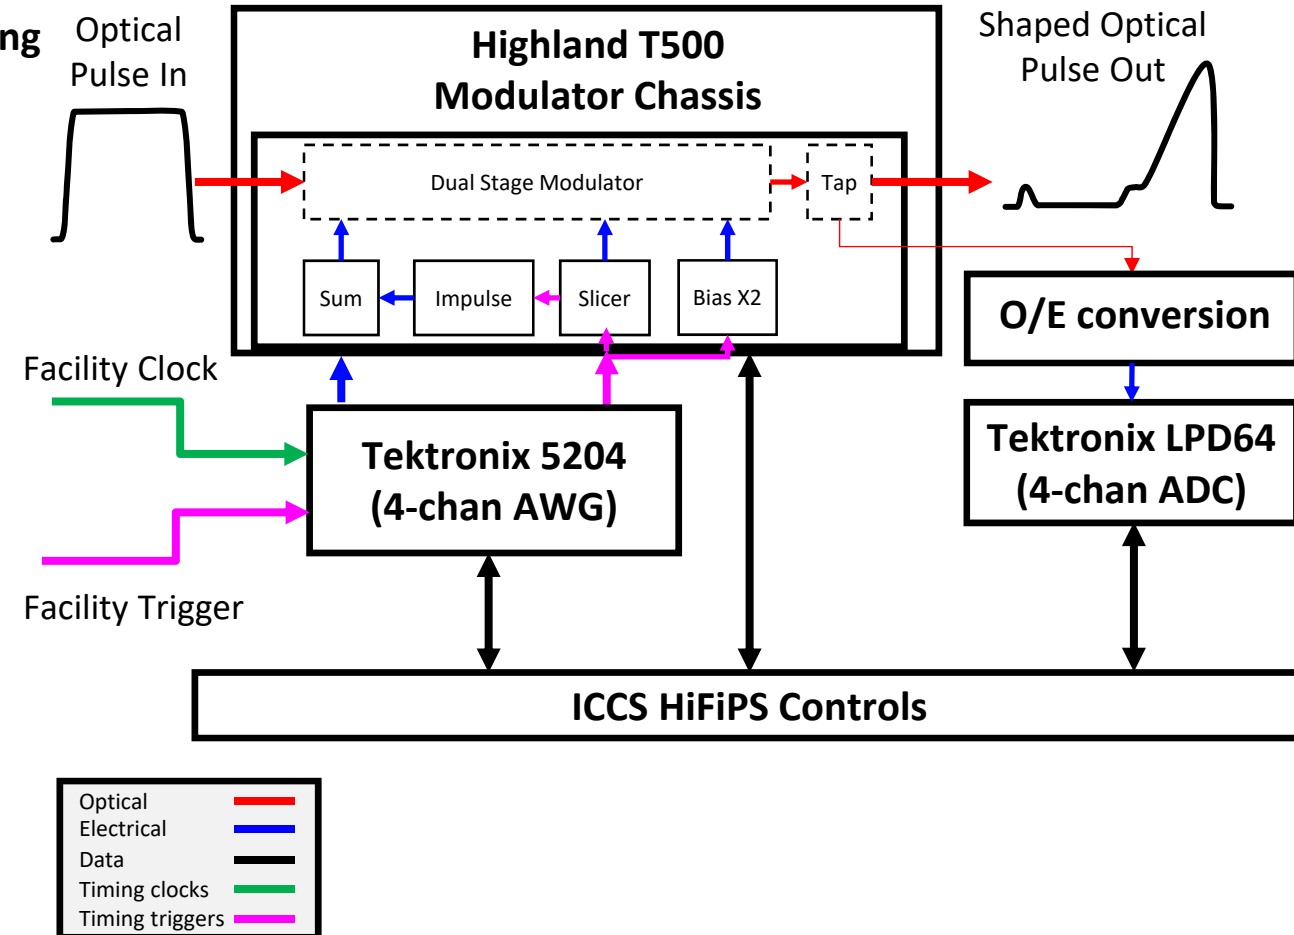 ng
Optical
Pulse In
Highland T500
Modulator Chassis
Shaped Optical
Pulse Out
Dual Stage Modulator
Tap
Sum
Impulse
Slicer
Bias X2
O/E conversion
Facility Clock
Tektronix 5204
(4-chan AWG)
Tektronix LPD64
(4-chan ADC)
Facility Trigger
ICCS HiFiPS Controls
Optical
Electrical
Data
Timing clocks
Timing triggers